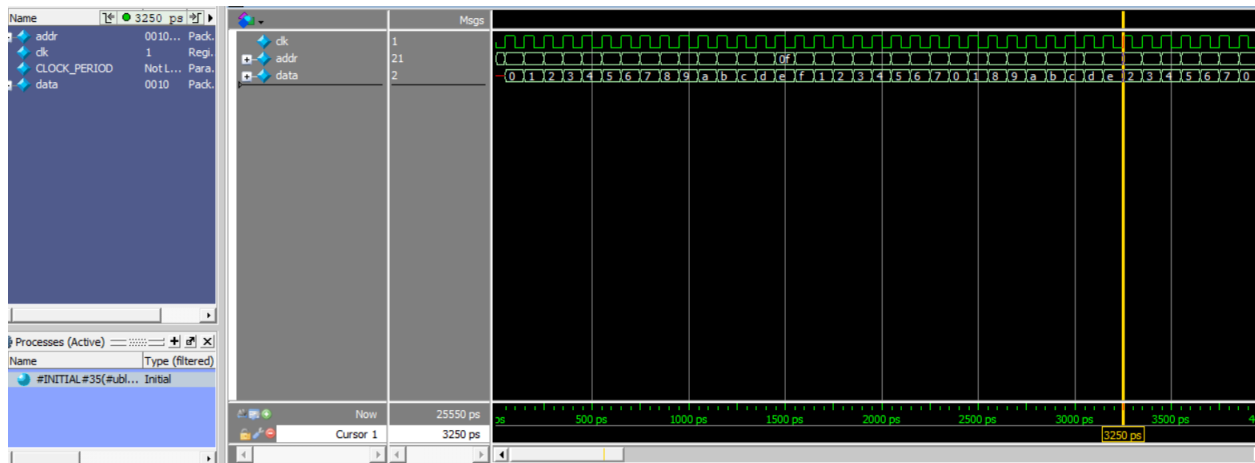 Name 3250 ps
addr 0010... Pack.
clk 1 Regi.
CLOCK_PERIOD Not L... Para.
data 0010 Pack.
Processes (Active)
Name Type (filtered)
#INITIAL#35(#ubl... Initial
Msgs
clk 1
addr 21
data 2
0f
0 1 2 3 4 5 6 7 8 9 a b c d e f 1 2 3 4 5 6 7 0 1 8 9 a b c d e 2 3 4 5 6 7 0
Now 25550 ps
ps 500 ps 1000 ps 1500 ps 2000 ps 2500 ps 3000 ps 3500 ps 4
Cursor 1 3250 ps
3250 ps